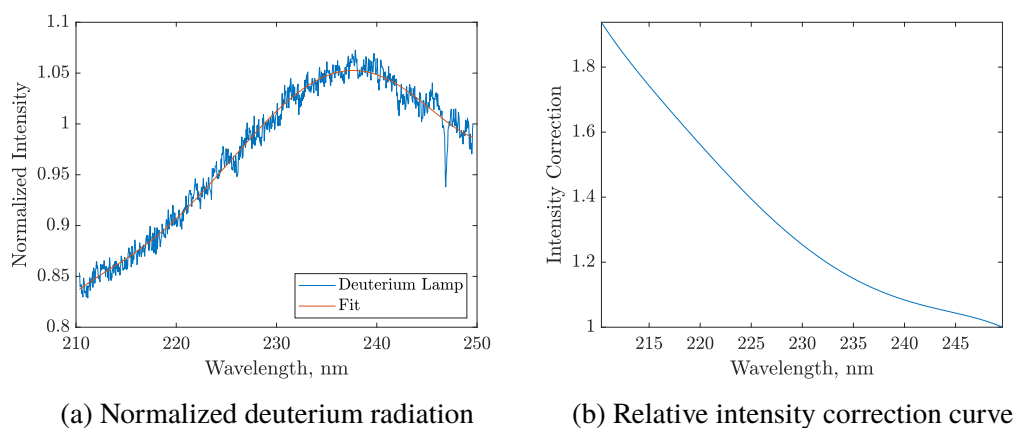 1.1
1.05
1
0.95
0.9
0.85
0.8
Normalized Intensity
Deuterium Lamp
Fit
210 220 230 240 250
Wavelength, nm
(a) Normalized deuterium radiation
1.8
1.6
1.4
1.2
1
Intensity Correction
215 220 225 230 235 240 245
Wavelength, nm
(b) Relative intensity correction curve